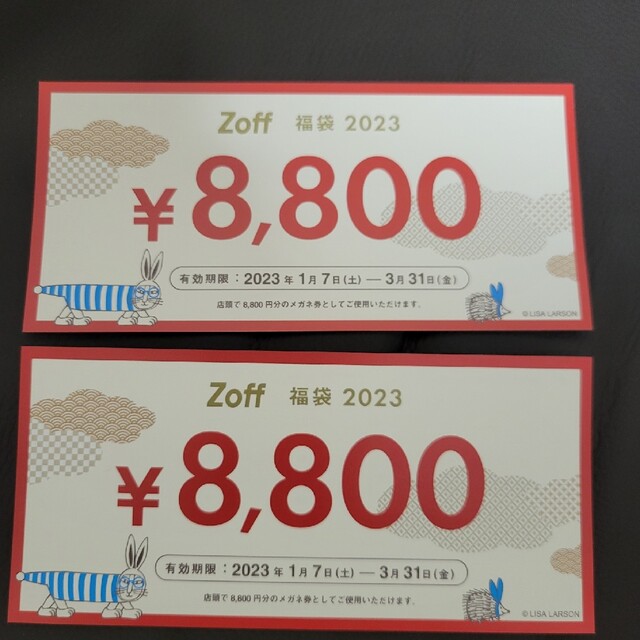 Zoff 福袋 2023
¥8,800
有効期限：2023年1月7日(土)―3月31日(金)
店頭で8,800円分のメガネ券としてご使用いただけます.
© LISA LARSON
Zoff 福袋 2023
¥8,800
有効期限：2023年1月7日(土)―3月31日(金)
店頭で8,800円分のメガネ券としてご使用いただけます.
© LISA LARSON